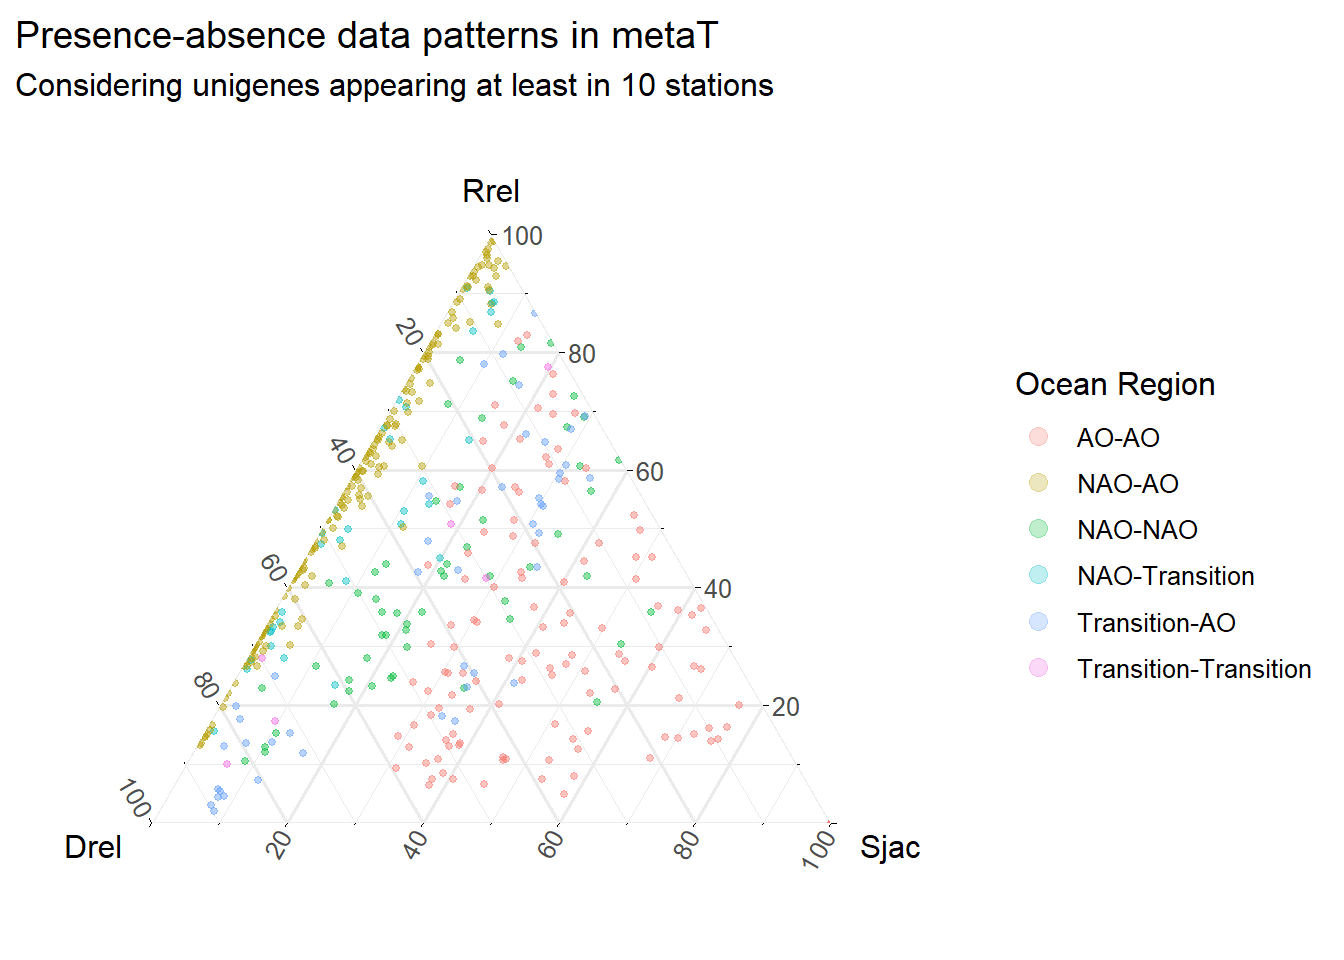 Presence-absence data patterns in metaT
Considering unigenes appearing at least in 10 stations
Rrel
100
20
80
40
60
60
40
80
20
100
Drel
20
40
60
80
100
Sjac
Ocean Region
AO-AO
NAO-AO
NAO-NAO
NAO-Transition
Transition-AO
Transition-Transition